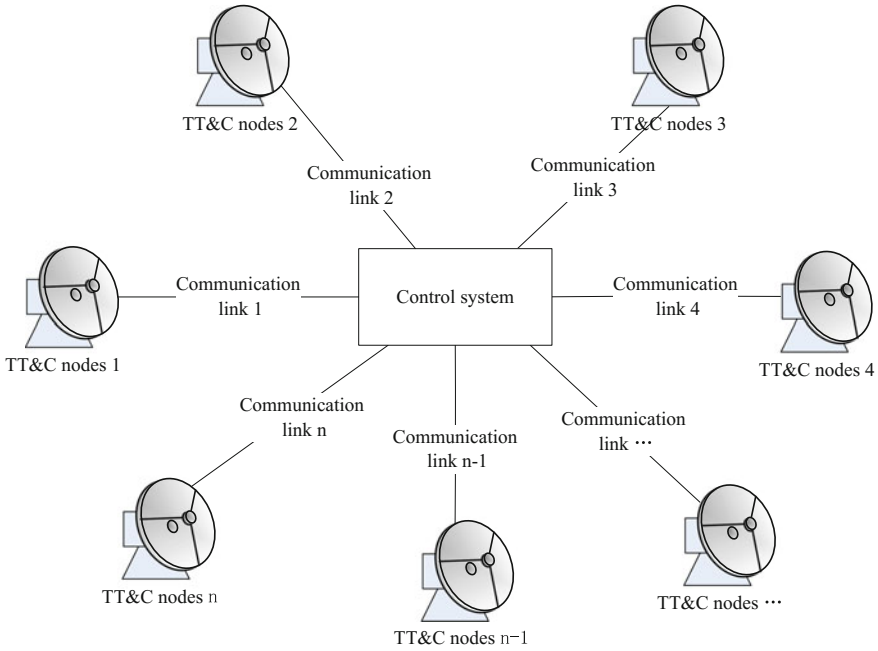 TT&C nodes 2
TT&C nodes 3
Communication
link 2
Communication
link 3
Communication
link 1
Control system
Communication
link 4
TT&C nodes 1
TT&C nodes 4
Communication
link n
Communication
link n-1
Communication
link ⋯
TT&C nodes n
TT&C nodes n-1
TT&C nodes ⋯